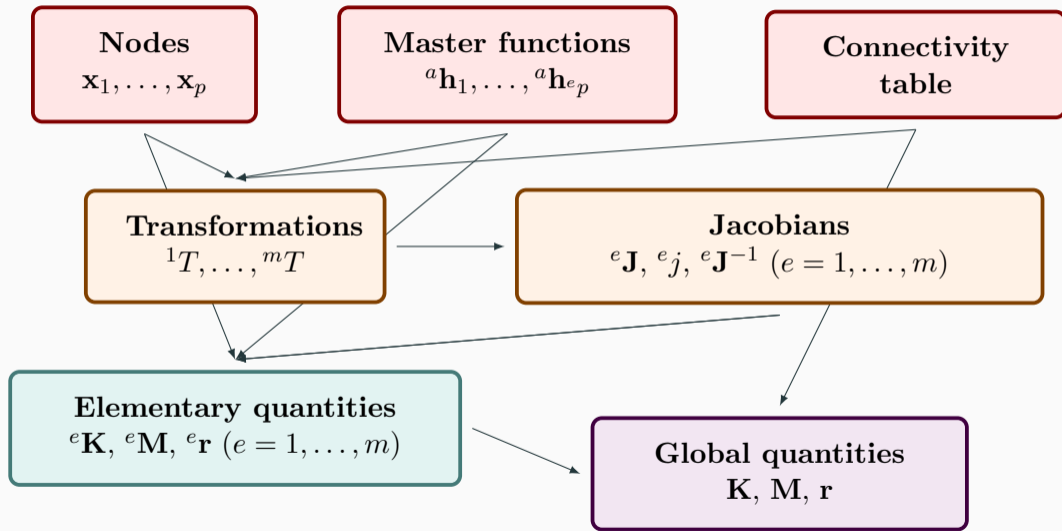 Nodes
x₁, . . . , xₚ
Master functions
ᵃh₁, . . . , ᵃhₑₚ
Connectivity
table
Transformations
¹T, . . . , ᵐT
Jacobians
ᵉJ, ᵉj, ᵉJ⁻¹ (e = 1, . . . , m)
Elementary quantities
ᵉK, ᵉM, ᵉr (e = 1, . . . , m)
Global quantities
K, M, r